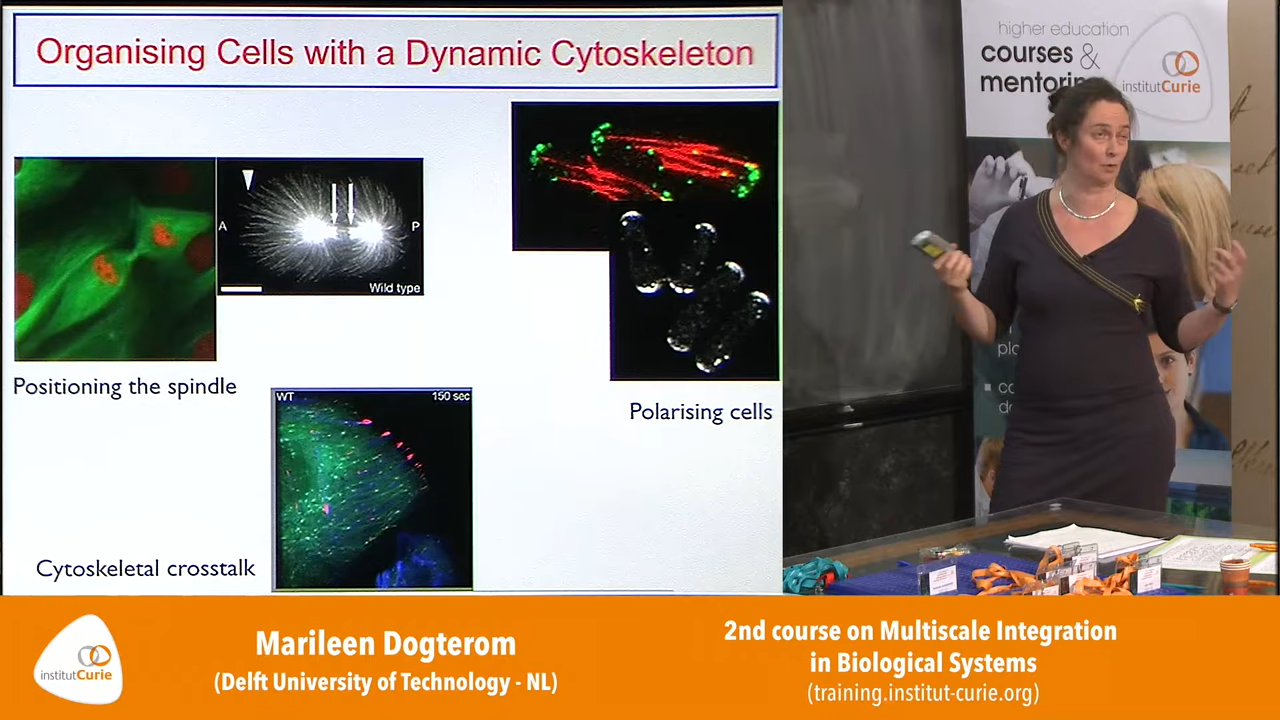 Organising Cells with a Dynamic Cytoskeleton
A
P
Wild type
Positioning the spindle
WT
150 sec
Cytoskeletal crosstalk
Polarising cells
higher education
courses &
institutCurie
institutCurie
Marileen Dogterom
(Delft University of Technology - NL)
2nd course on Multiscale Integration
in Biological Systems
(training.institut-curie.org)